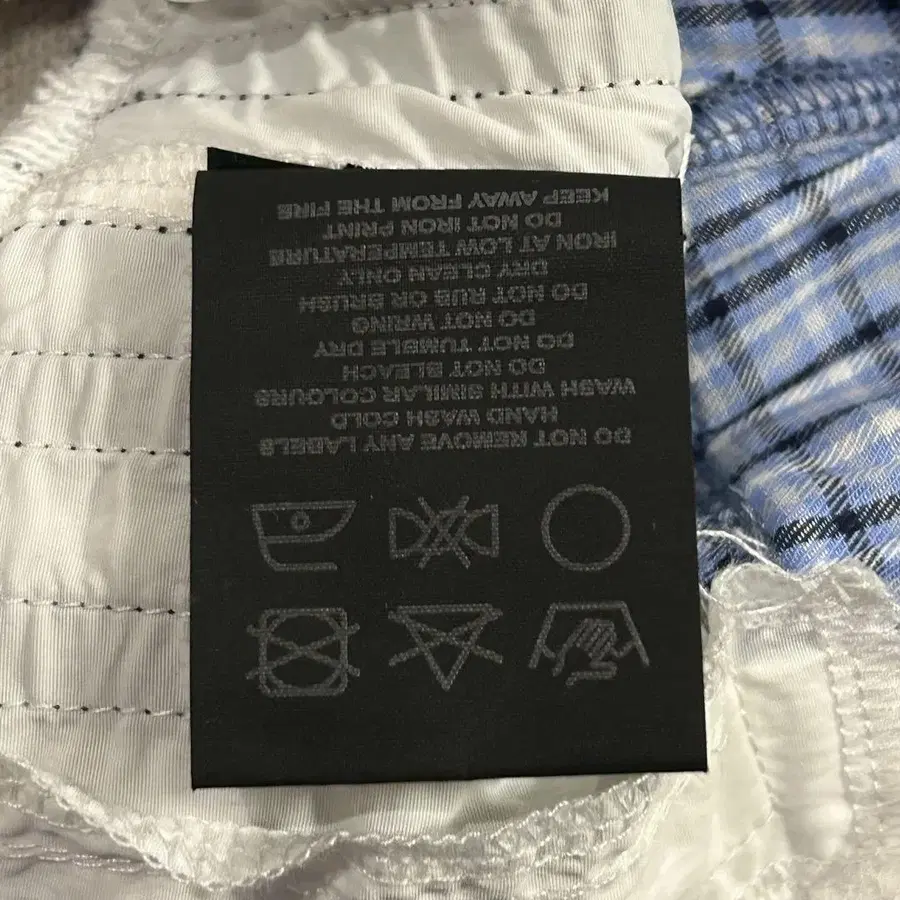 DO NOT REMOVE ANY LABELS
HAND WASH COLD
WASH WITH SIMILAR COLOURS
DO NOT BLEACH
DO NOT TUMBLE DRY
DO NOT WRING
DO NOT RUB OR BRUSH
DRY CLEAN ONLY
IRON AT LOW TEMPERATURE
DO NOT IRON PRINT
KEEP AWAY FROM THE FIRE